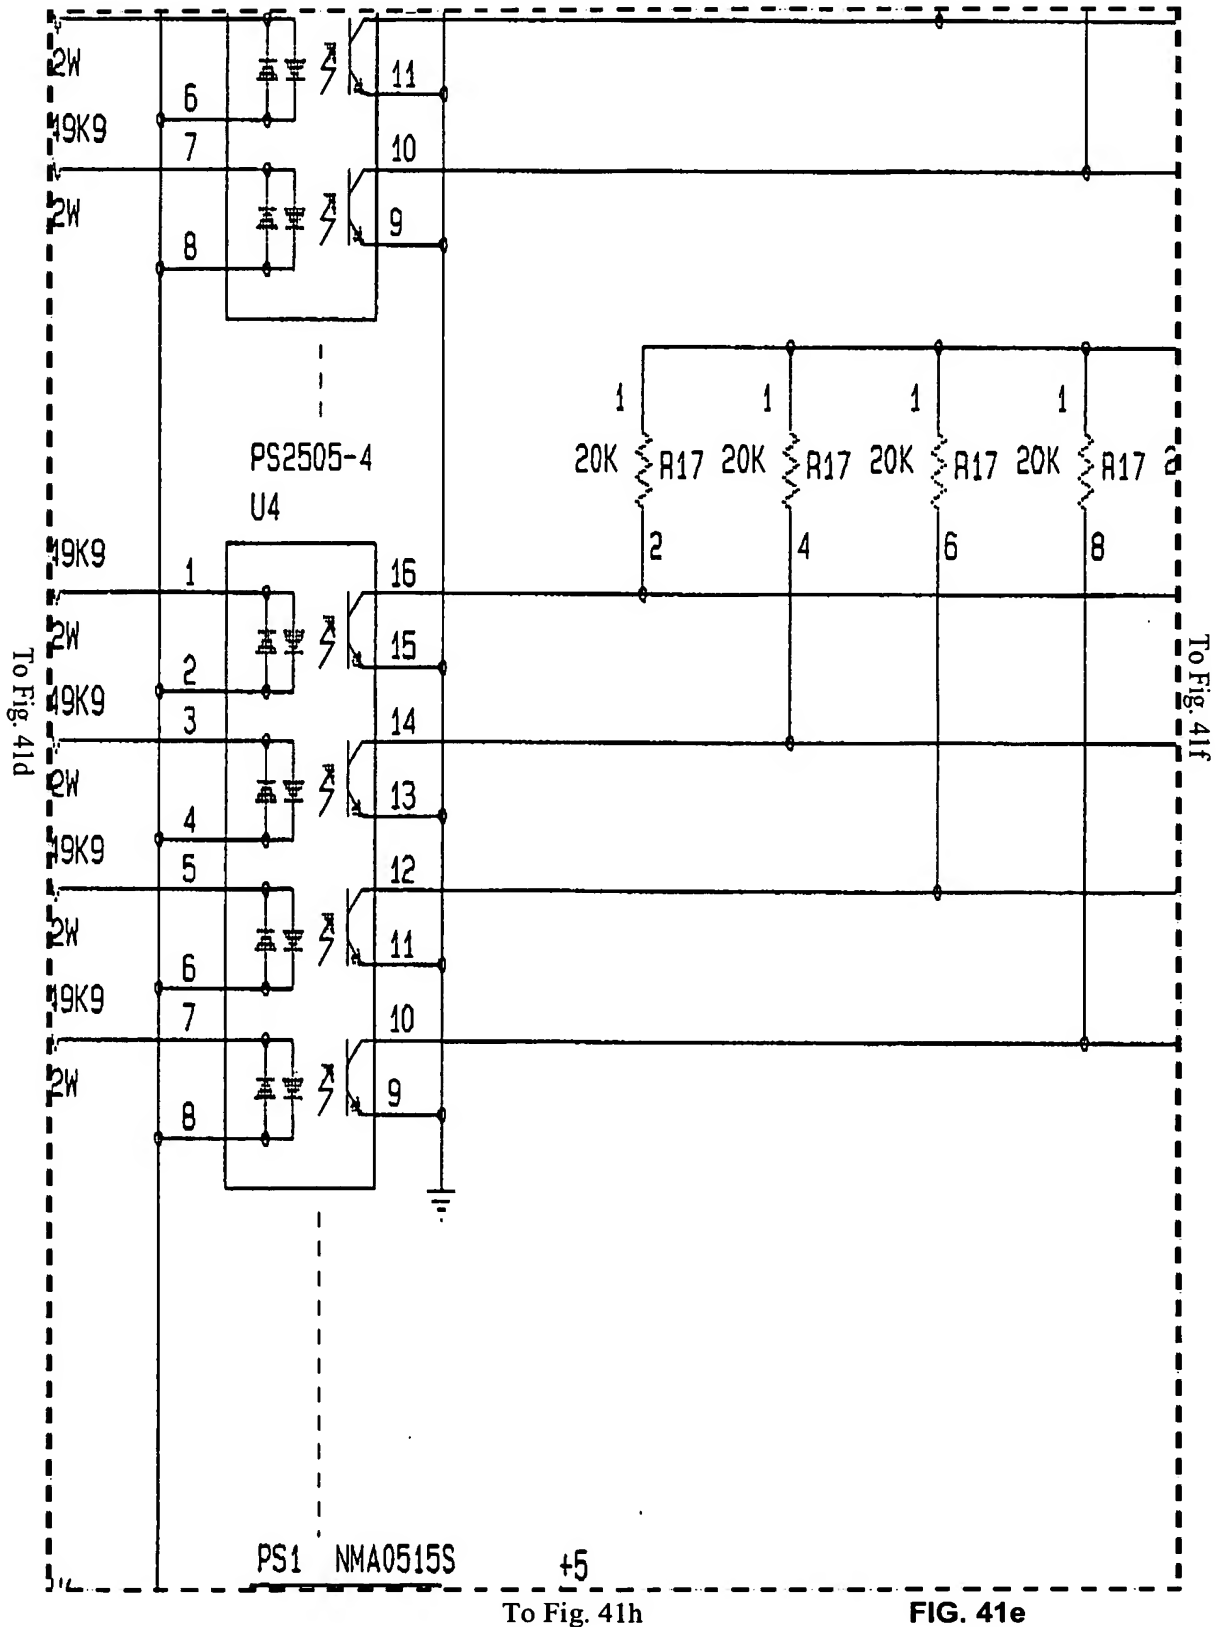 2W
11
6
49K9
7
10
2W
9
8
PS2505-4
U4
1 1 1 1
20K R17 20K R17 20K R17 20K R17 2
2 4 6 8
49K9
1 16
2W
15
2
49K9
3 14
2W
13
4
49K9
5 12
2W
11
6
49K9
7 10
2W
9
8
To Fig. 41d
To Fig. 41f
PS1 NMA0515S +5
To Fig. 41h
FIG. 41e